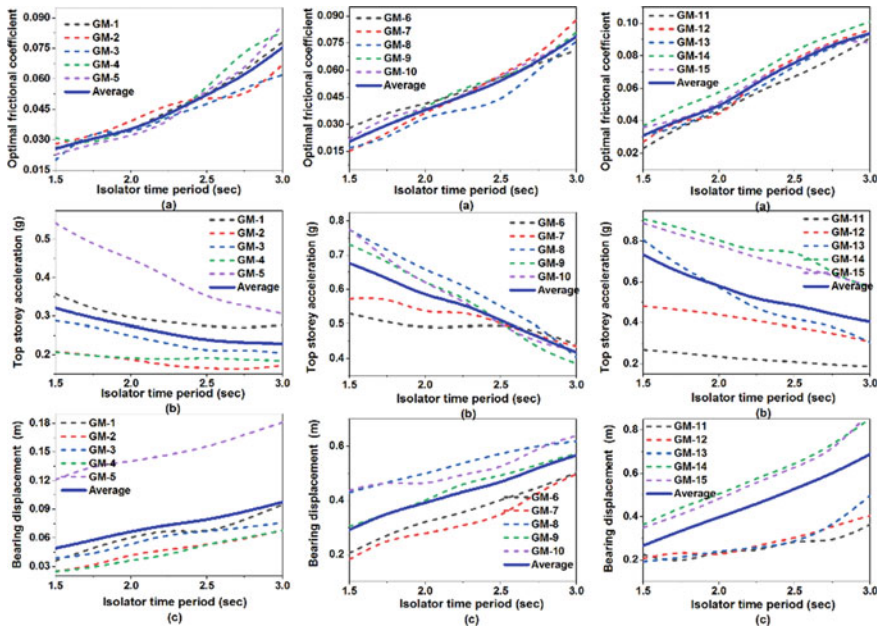 Optimal frictional coefficient
0.090
0.075
0.060
0.045
0.030
0.015
GM-1
GM-2
GM-3
GM-4
GM-5
Average
1.5 2.0 2.5 3.0
Isolator time period (sec)
(a)
Optimal frictional coefficient
0.090
0.075
0.060
0.045
0.030
0.015
GM-6
GM-7
GM-8
GM-9
GM-10
Average
1.5 2.0 2.5 3.0
Isolator time period (sec)
(a)
Optimal frictional coefficient
0.10
0.08
0.06
0.04
0.02
GM-11
GM-12
GM-13
GM-14
GM-15
Average
1.5 2.0 2.5 3.0
Isolator time period (sec)
(a)
Top storey acceleration (g)
0.5
0.4
0.3
0.2
GM-1
GM-2
GM-3
GM-4
GM-5
Average
1.5 2.0 2.5 3.0
Isolator time period (sec)
(b)
Top storey acceleration (g)
0.8
0.7
0.6
0.5
0.4
GM-6
GM-7
GM-8
GM-9
GM-10
Average
1.5 2.0 2.5 3.0
Isolator time period (sec)
(b)
Top storey acceleration (g)
0.8
0.6
0.4
0.2
GM-11
GM-12
GM-13
GM-14
GM-15
Average
1.5 2.0 2.5 3.0
Isolator time period (sec)
(b)
Bearing displacement (m)
0.18
0.15
0.12
0.09
0.06
0.03
GM-1
GM-2
GM-3
GM-4
GM-5
Average
1.5 2.0 2.5 3.0
Isolator time period (sec)
(c)
Bearing displacement (m)
0.6
0.4
0.2
GM-6
GM-7
GM-8
GM-9
GM-10
Average
1.5 2.0 2.5 3.0
Isolator time period (sec)
(c)
Bearing displacement (m)
0.8
0.6
0.4
0.2
GM-11
GM-12
GM-13
GM-14
GM-15
Average
1.5 2.0 2.5 3.0
Isolator time period (sec)
(c)